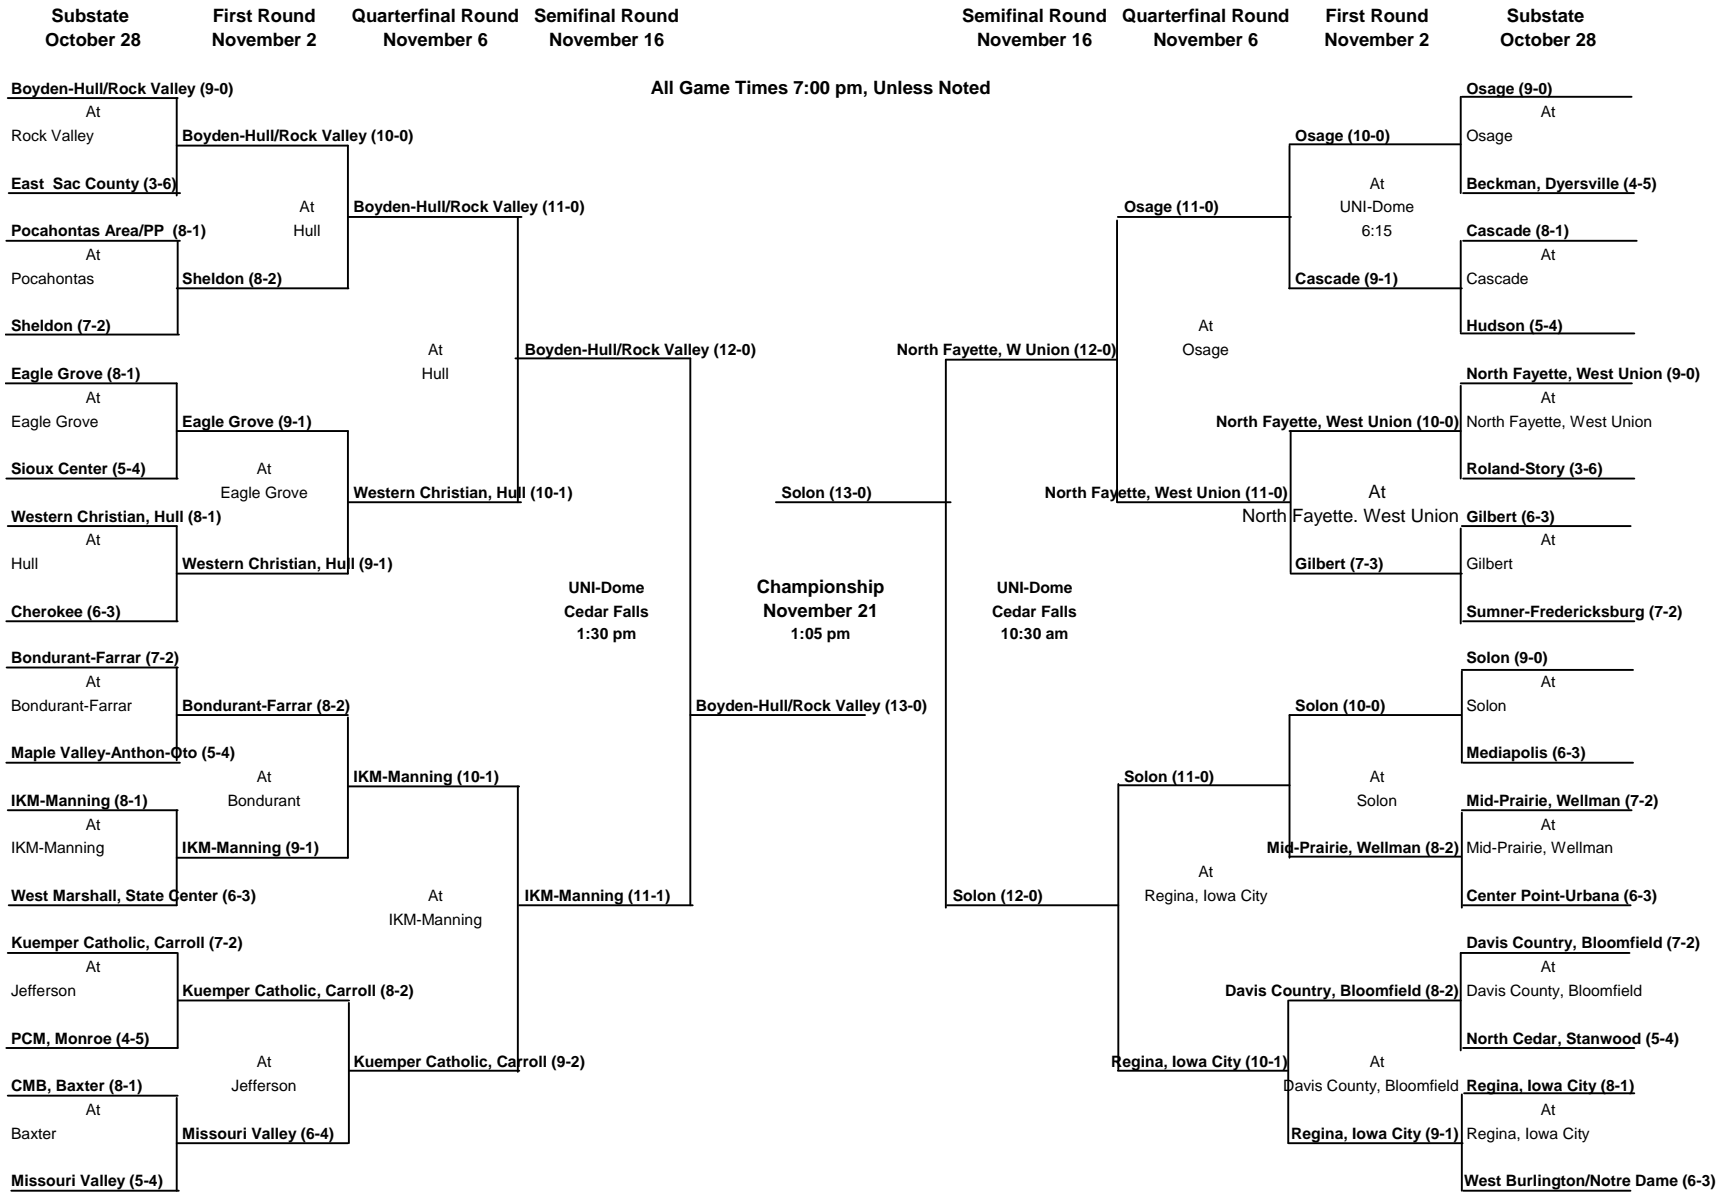 Substate
October 28
First Round
November 2
Quarterfinal Round
November 6
Semifinal Round
November 16
Semifinal Round
November 16
Quarterfinal Round
November 6
First Round
November 2
Substate
October 28
All Game Times 7:00 pm, Unless Noted
Boyden-Hull/Rock Valley (9-0)
At
Rock Valley
East  Sac County (3-6)
Pocahontas Area/PP  (8-1)
At
Pocahontas
Sheldon (7-2)
Eagle Grove (8-1)
At
Eagle Grove
Sioux Center (5-4)
Western Christian, Hull (8-1)
At
Hull
Cherokee (6-3)
Bondurant-Farrar (7-2)
At
Bondurant-Farrar
Maple Valley-Anthon-Oto (5-4)
IKM-Manning (8-1)
At
IKM-Manning
West Marshall, State Center (6-3)
Kuemper Catholic, Carroll (7-2)
At
Jefferson
PCM, Monroe (4-5)
CMB, Baxter (8-1)
At
Baxter
Missouri Valley (5-4)
Boyden-Hull/Rock Valley (10-0)
At
Hull
Sheldon (8-2)
Eagle Grove (9-1)
At
Eagle Grove
Western Christian, Hull (9-1)
Bondurant-Farrar (8-2)
At
Bondurant
IKM-Manning (9-1)
Kuemper Catholic, Carroll (8-2)
At
Jefferson
Missouri Valley (6-4)
Boyden-Hull/Rock Valley (11-0)
At
Hull
Western Christian, Hull (10-1)
IKM-Manning (10-1)
At
IKM-Manning
Kuemper Catholic, Carroll (9-2)
Boyden-Hull/Rock Valley (12-0)
UNI-Dome
Cedar Falls
1:30 pm
IKM-Manning (11-1)
Boyden-Hull/Rock Valley (13-0)
Solon (13-0)
Championship
November 21
1:05 pm
North Fayette, W Union (12-0)
UNI-Dome
Cedar Falls
10:30 am
Solon (12-0)
Osage (11-0)
At
Osage
North Fayette, West Union (11-0)
Solon (11-0)
At
Regina, Iowa City
Regina, Iowa City (10-1)
Osage (10-0)
At
UNI-Dome
6:15
Cascade (9-1)
North Fayette, West Union (10-0)
At
North Fayette. West Union
Gilbert (7-3)
Solon (10-0)
At
Solon
Mid-Prairie, Wellman (8-2)
Davis Country, Bloomfield (8-2)
At
Davis County, Bloomfield
Regina, Iowa City (9-1)
Osage (9-0)
At
Osage
Beckman, Dyersville (4-5)
Cascade (8-1)
At
Cascade
Hudson (5-4)
North Fayette, West Union (9-0)
At
North Fayette, West Union
Roland-Story (3-6)
Gilbert (6-3)
At
Gilbert
Sumner-Fredericksburg (7-2)
Solon (9-0)
At
Solon
Mediapolis (6-3)
Mid-Prairie, Wellman (7-2)
At
Mid-Prairie, Wellman
Center Point-Urbana (6-3)
Davis Country, Bloomfield (7-2)
At
Davis County, Bloomfield
North Cedar, Stanwood (5-4)
Regina, Iowa City (8-1)
At
Regina, Iowa City
West Burlington/Notre Dame (6-3)